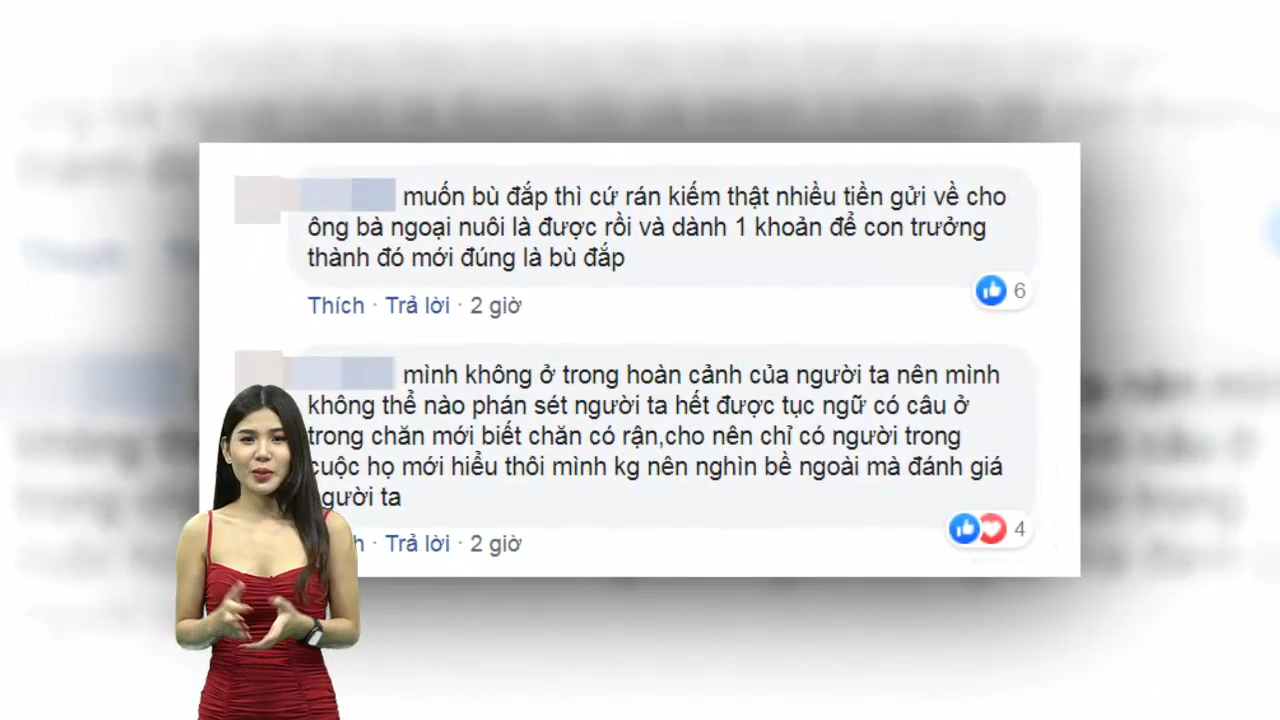 muốn bù đắp thì cứ rán kiếm thật nhiều tiền gửi về cho
ông bà ngoại nuôi là được rồi và dành 1 khoản để con trưởng
thành đó mới đúng là bù đắp
Thích · Trả lời · 2 giờ
6
mình không ở trong hoàn cảnh của người ta nên mình
không thể nào phán sét người ta hết được tục ngữ có câu ở
trong chăn mới biết chăn có rận,cho nên chỉ có người trong
cuộc họ mới hiểu thôi mình kg nên nghìn bề ngoài mà đánh giá
người ta
· Trả lời · 2 giờ
4